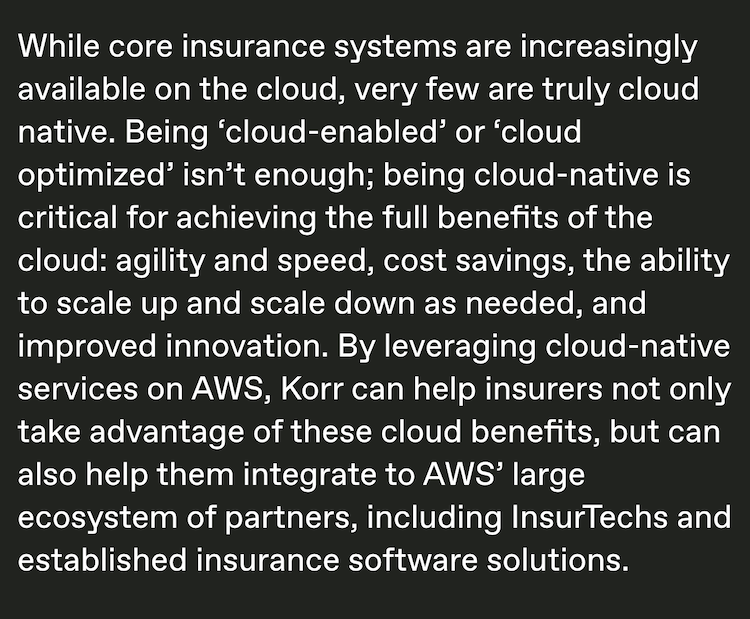 While core insurance systems are increasingly
available on the cloud, very few are truly cloud
native. Being ‘cloud-enabled’ or ‘cloud
optimized’ isn’t enough; being cloud-native is
critical for achieving the full benefits of the
cloud: agility and speed, cost savings, the ability
to scale up and scale down as needed, and
improved innovation. By leveraging cloud-native
services on AWS, Korr can help insurers not only
take advantage of these cloud benefits, but can
also help them integrate to AWS’ large
ecosystem of partners, including InsurTechs and
established insurance software solutions.